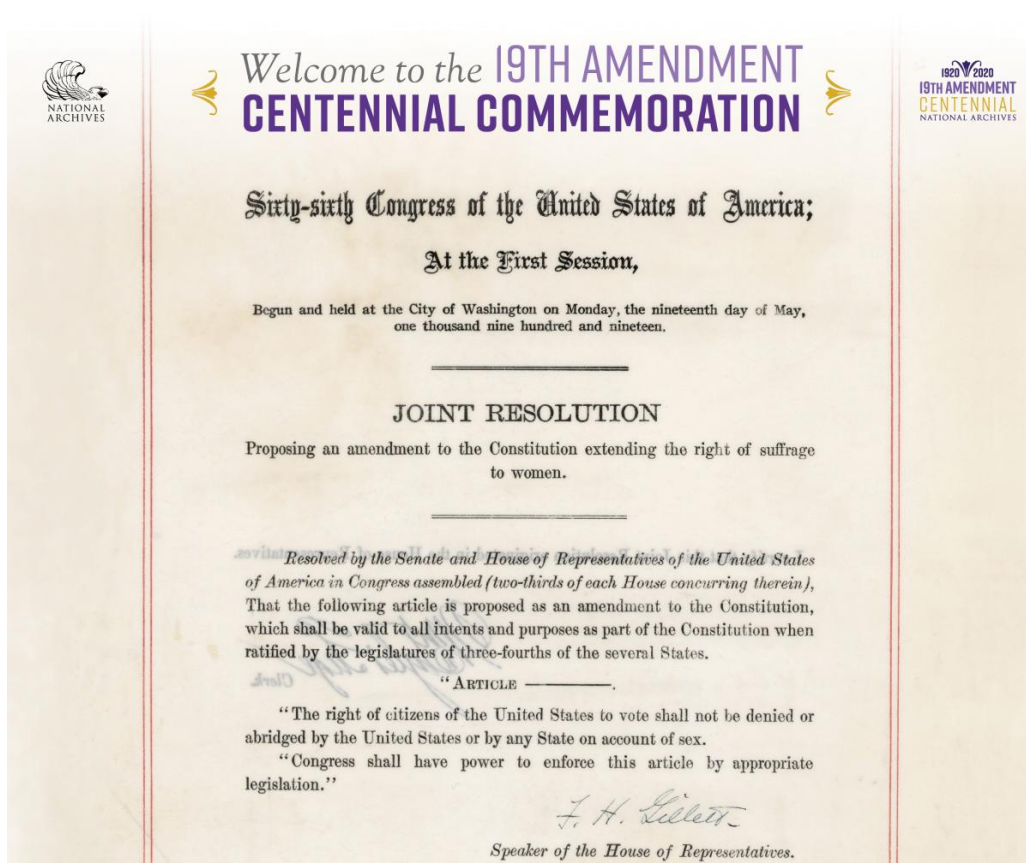 NATIONAL
ARCHIVES
Welcome to the 19TH AMENDMENT
CENTENNIAL COMMEMORATION
1920 2020
19TH AMENDMENT
CENTENNIAL
NATIONAL ARCHIVES
Sixty-sixth Congress of the United States of America;
At the First Session,
Begun and held at the City of Washington on Monday, the nineteenth day of May,
one thousand nine hundred and nineteen.
JOINT RESOLUTION
Proposing an amendment to the Constitution extending the right of suffrage
to women.
Resolved by the Senate and House of Representatives of the United States
of America in Congress assembled (two-thirds of each House concurring therein),
That the following article is proposed as an amendment to the Constitution,
which shall be valid to all intents and purposes as part of the Constitution when
ratified by the legislatures of three-fourths of the several States.
Clerk.
“ARTICLE ————.
“The right of citizens of the United States to vote shall not be denied or
abridged by the United States or by any State on account of sex.
“Congress shall have power to enforce this article by appropriate
legislation.”
F. H. Gillett
Speaker of the House of Representatives.